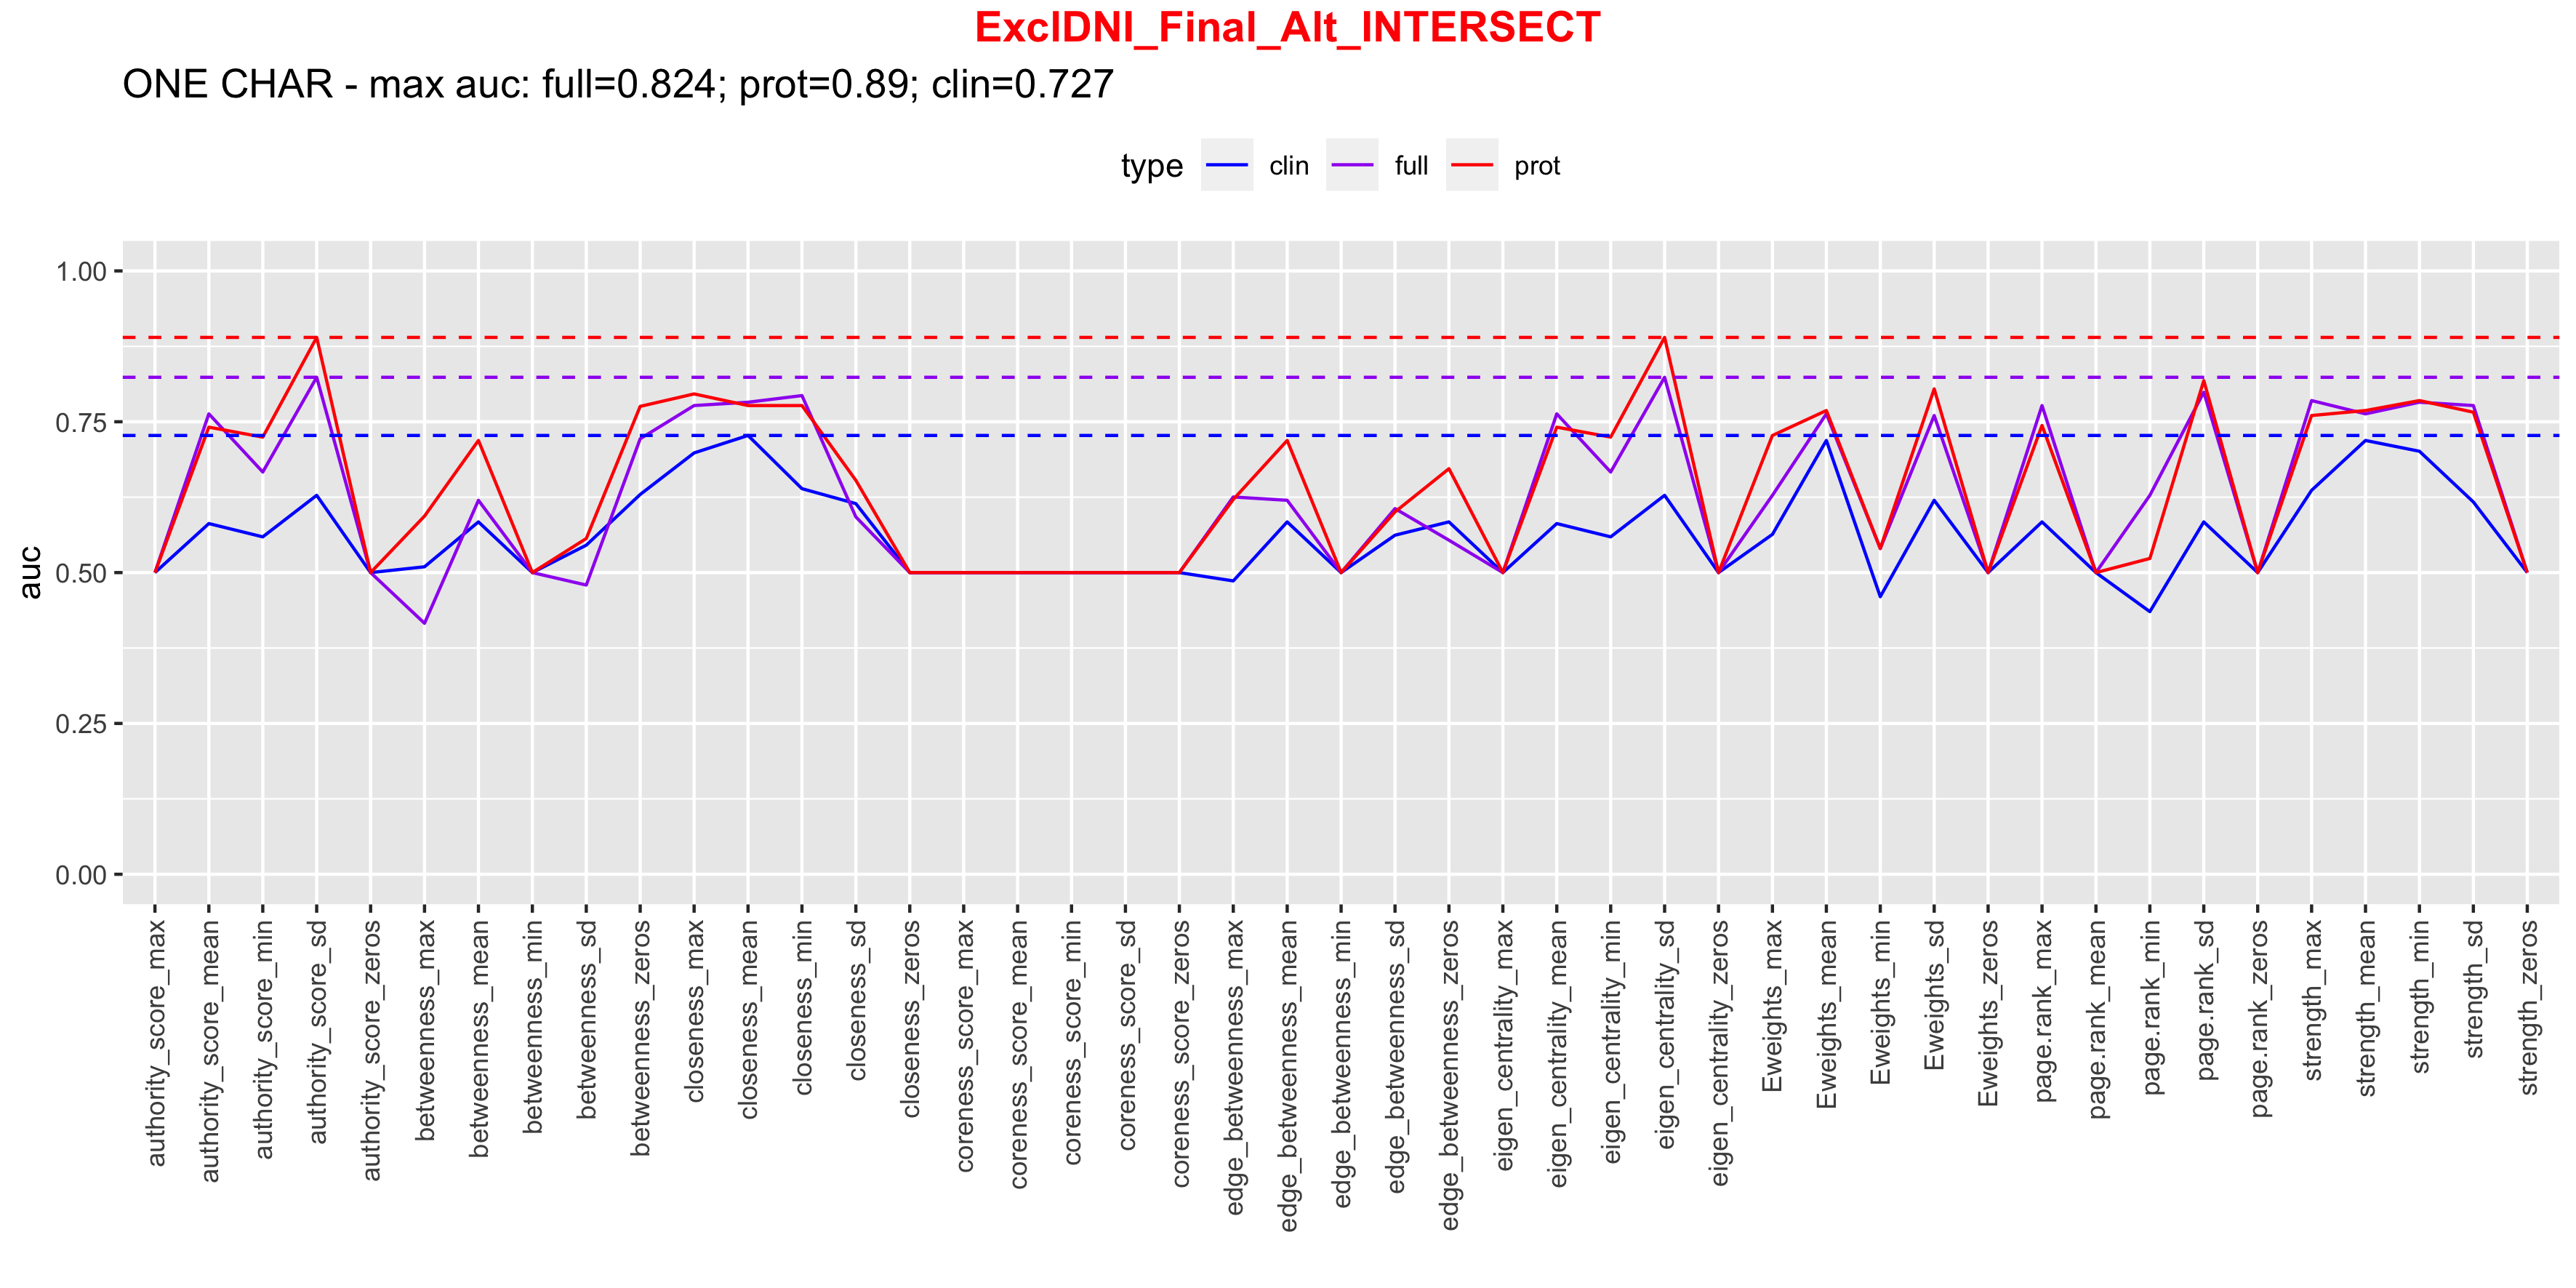 ExclDNI_Final_Alt_INTERSECT
ONE CHAR - max auc: full=0.824; prot=0.89; clin=0.727
type clin full prot
auc
1.00
0.75
0.50
0.25
0.00
authority_score_max
authority_score_mean
authority_score_min
authority_score_sd
authority_score_zeros
betweenness_max
betweenness_mean
betweenness_min
betweenness_sd
betweenness_zeros
closeness_max
closeness_mean
closeness_min
closeness_sd
closeness_zeros
coreness_score_max
coreness_score_mean
coreness_score_min
coreness_score_sd
coreness_score_zeros
edge_betweenness_max
edge_betweenness_mean
edge_betweenness_min
edge_betweenness_sd
edge_betweenness_zeros
eigen_centrality_max
eigen_centrality_mean
eigen_centrality_min
eigen_centrality_sd
eigen_centrality_zeros
Eweights_max
Eweights_mean
Eweights_min
Eweights_sd
Eweights_zeros
page.rank_max
page.rank_mean
page.rank_min
page.rank_sd
page.rank_zeros
strength_max
strength_mean
strength_min
strength_sd
strength_zeros